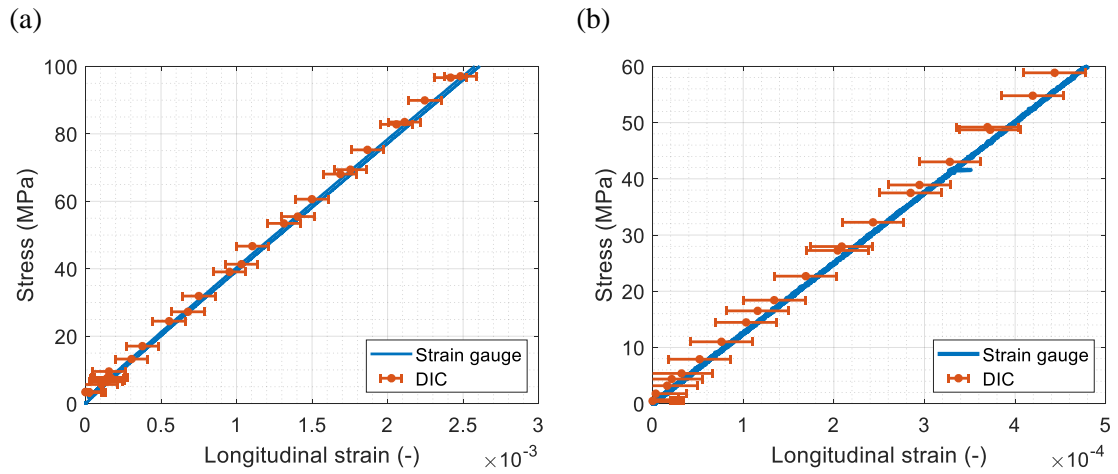 (a)
(b)
100
80
60
40
20
0
Stress (MPa)
0
0.5
1
1.5
2
2.5
3
Longitudinal strain (-)
×10⁻³
Strain gauge
DIC
60
50
40
30
20
10
0
Stress (MPa)
0
1
2
3
4
5
Longitudinal strain (-)
×10⁻⁴
Strain gauge
DIC